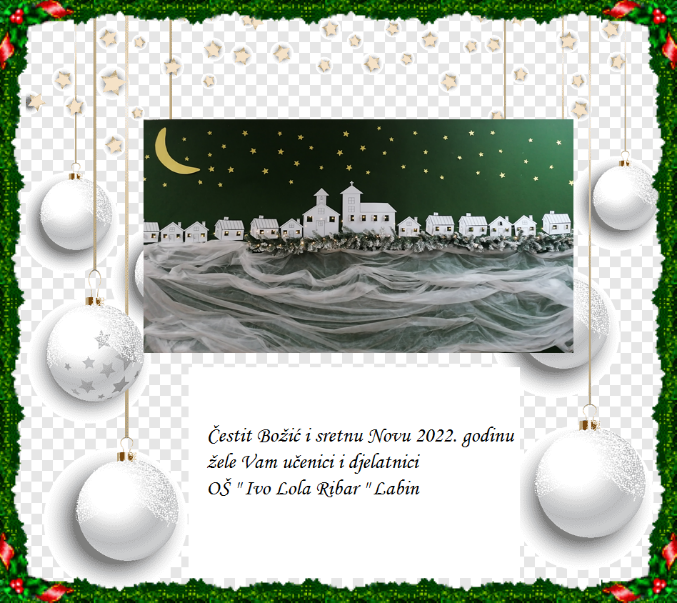 Čestit Božić i sretnu Novu 2022. godinu
žele Vam učenici i djelatnici
OŠ " Ivo Lola Ribar " Labin